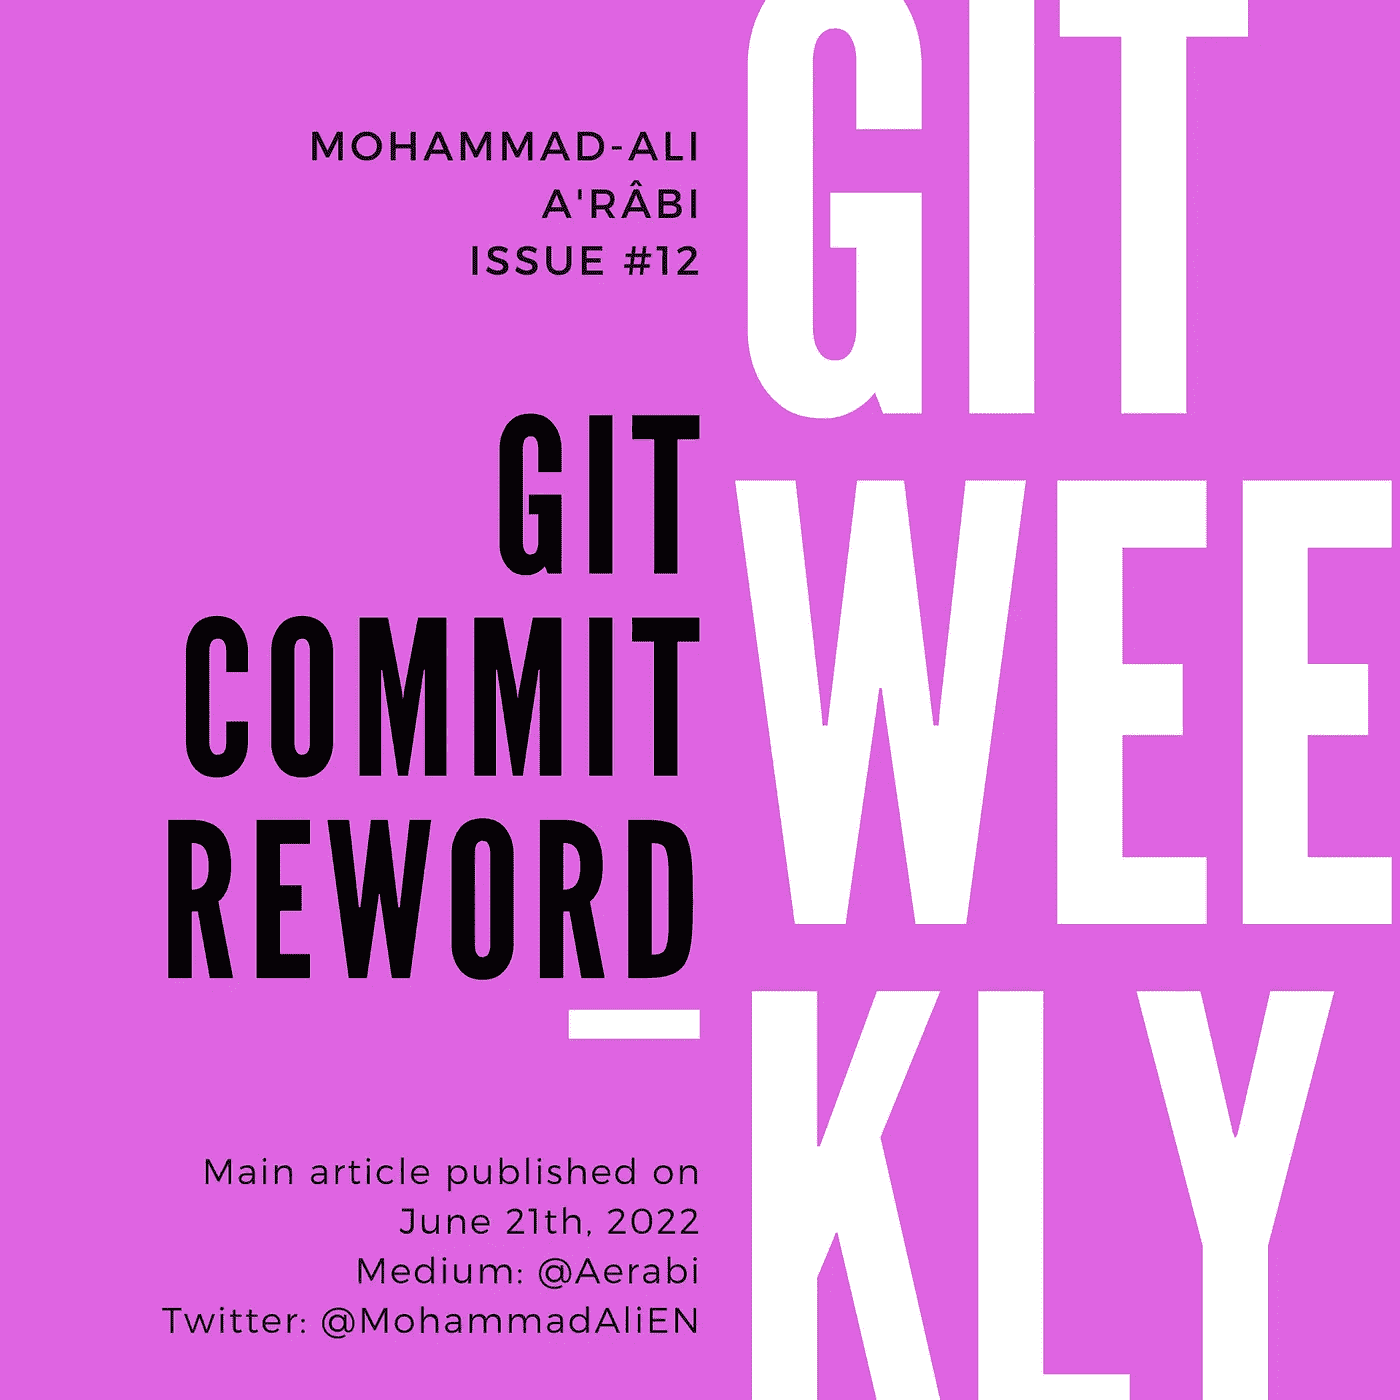 MOHAMMAD-ALI
A'RÂBI
ISSUE #12
GIT
COMMIT
REWORD
Main article published on
June 21th, 2022
Medium: @Aerabi
Twitter: @MohammadAliEN
GIT
WEE
KLY